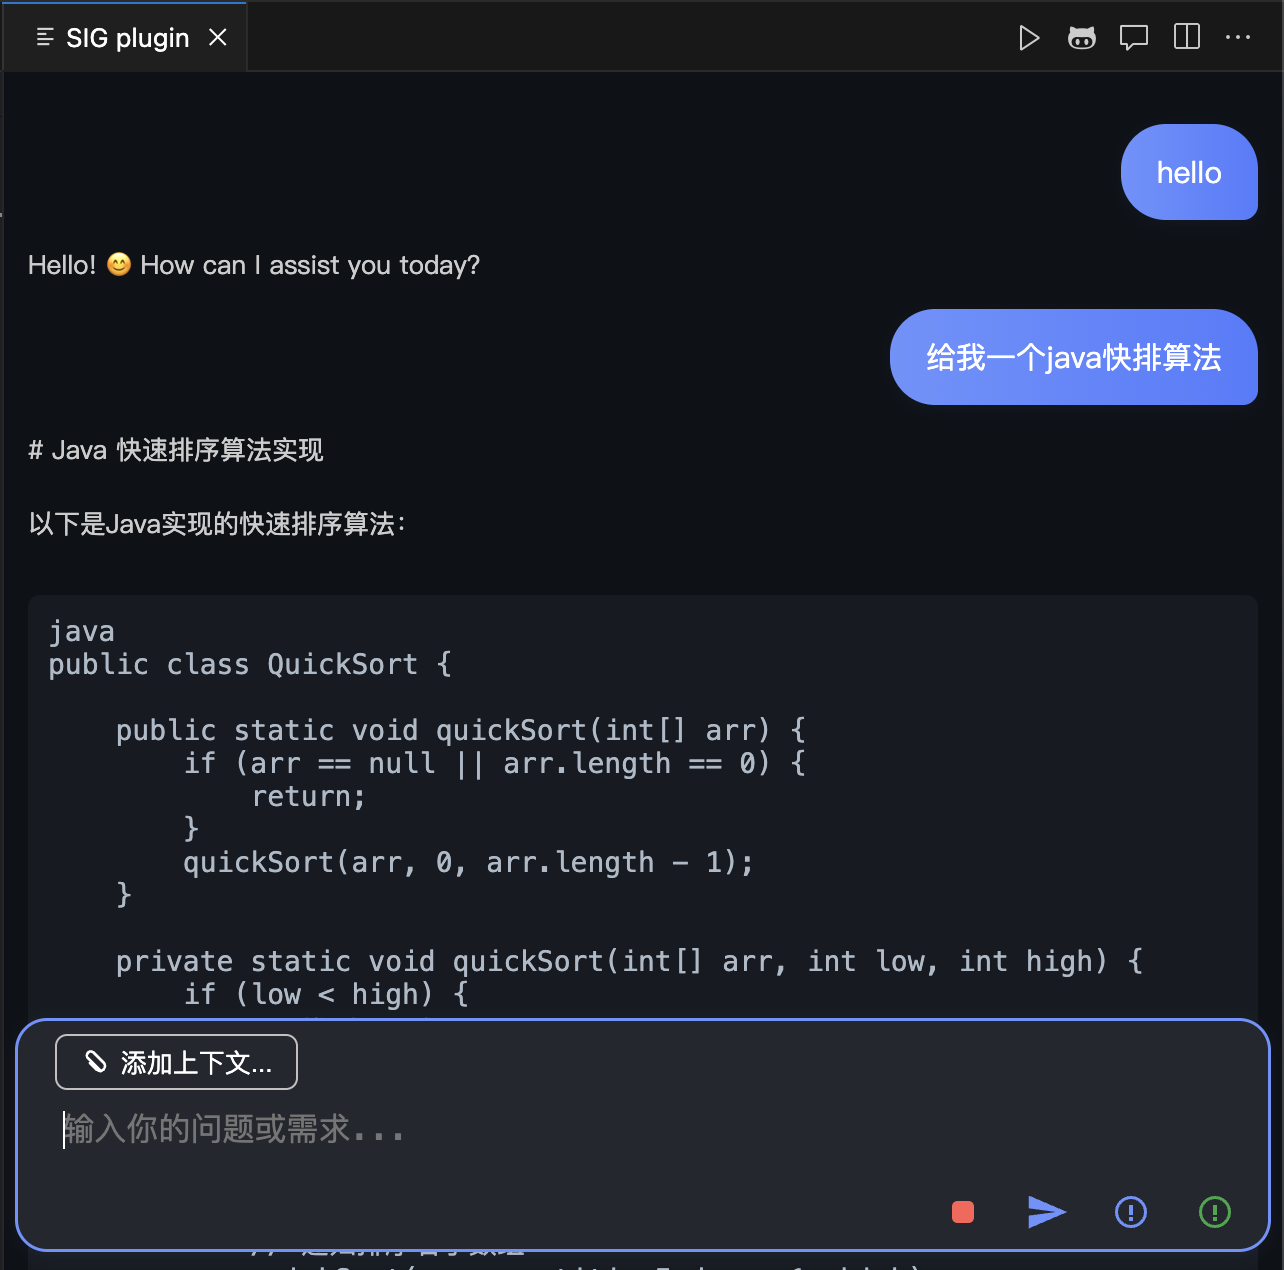 SIG plugin
hello
Hello! 😊 How can I assist you today?
给我一个java快排算法
# Java 快速排序算法实现
以下是Java实现的快速排序算法：
java
public class QuickSort {
    public static void quickSort(int[] arr) {
        if (arr == null || arr.length == 0) {
            return;
        }
        quickSort(arr, 0, arr.length - 1);
    }
    private static void quickSort(int[] arr, int low, int high) {
        if (low < high) {
添加上下文...
输入你的问题或需求...